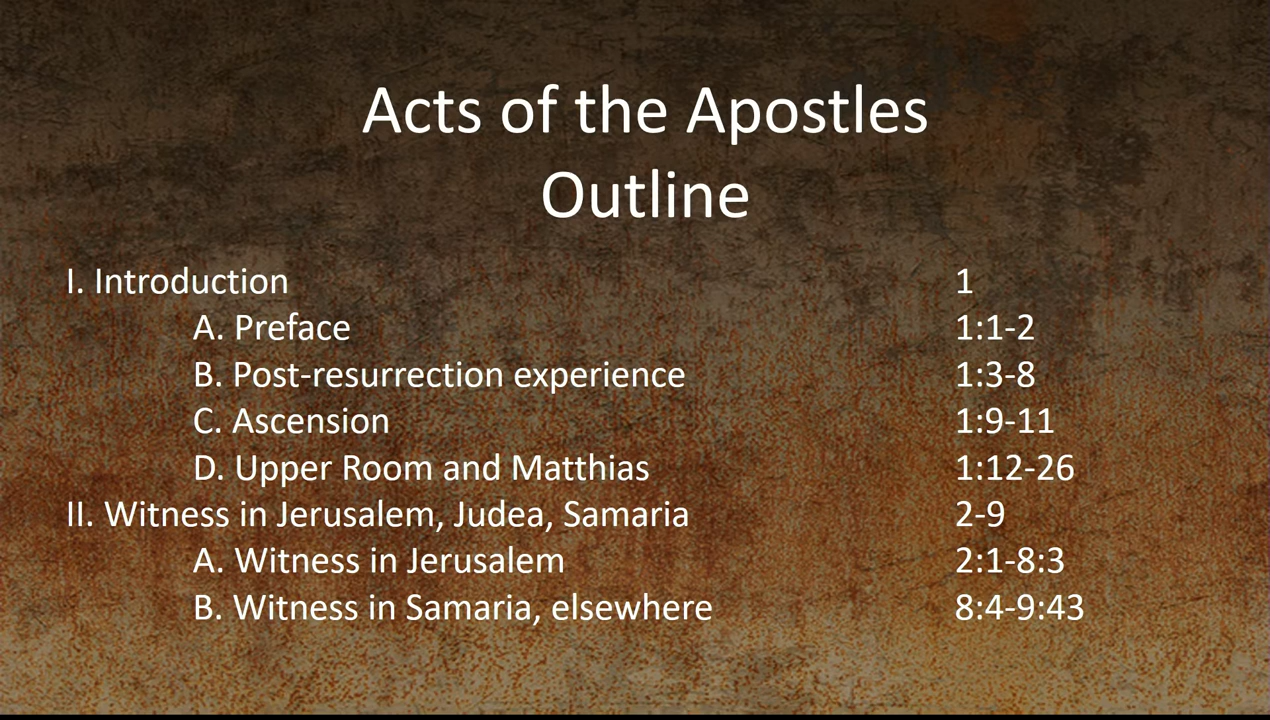 Acts of the Apostles
Outline
I. Introduction 1
A. Preface 1:1-2
B. Post-resurrection experience 1:3-8
C. Ascension 1:9-11
D. Upper Room and Matthias 1:12-26
II. Witness in Jerusalem, Judea, Samaria 2-9
A. Witness in Jerusalem 2:1-8:3
B. Witness in Samaria, elsewhere 8:4-9:43